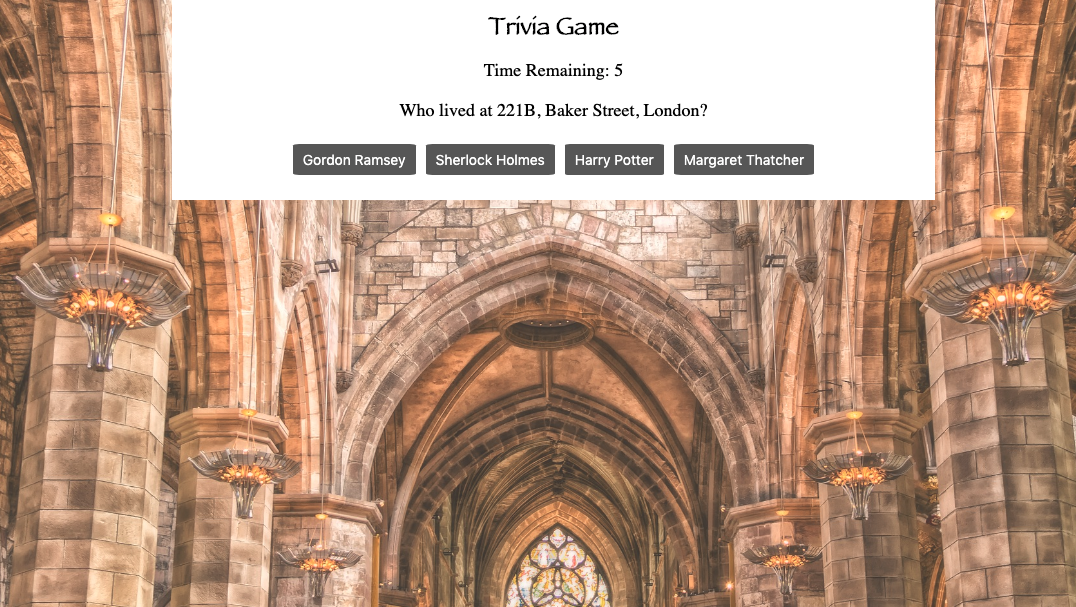 Trivia Game
Time Remaining: 5
Who lived at 221B, Baker Street, London?
Gordon Ramsey Sherlock Holmes Harry Potter Margaret Thatcher